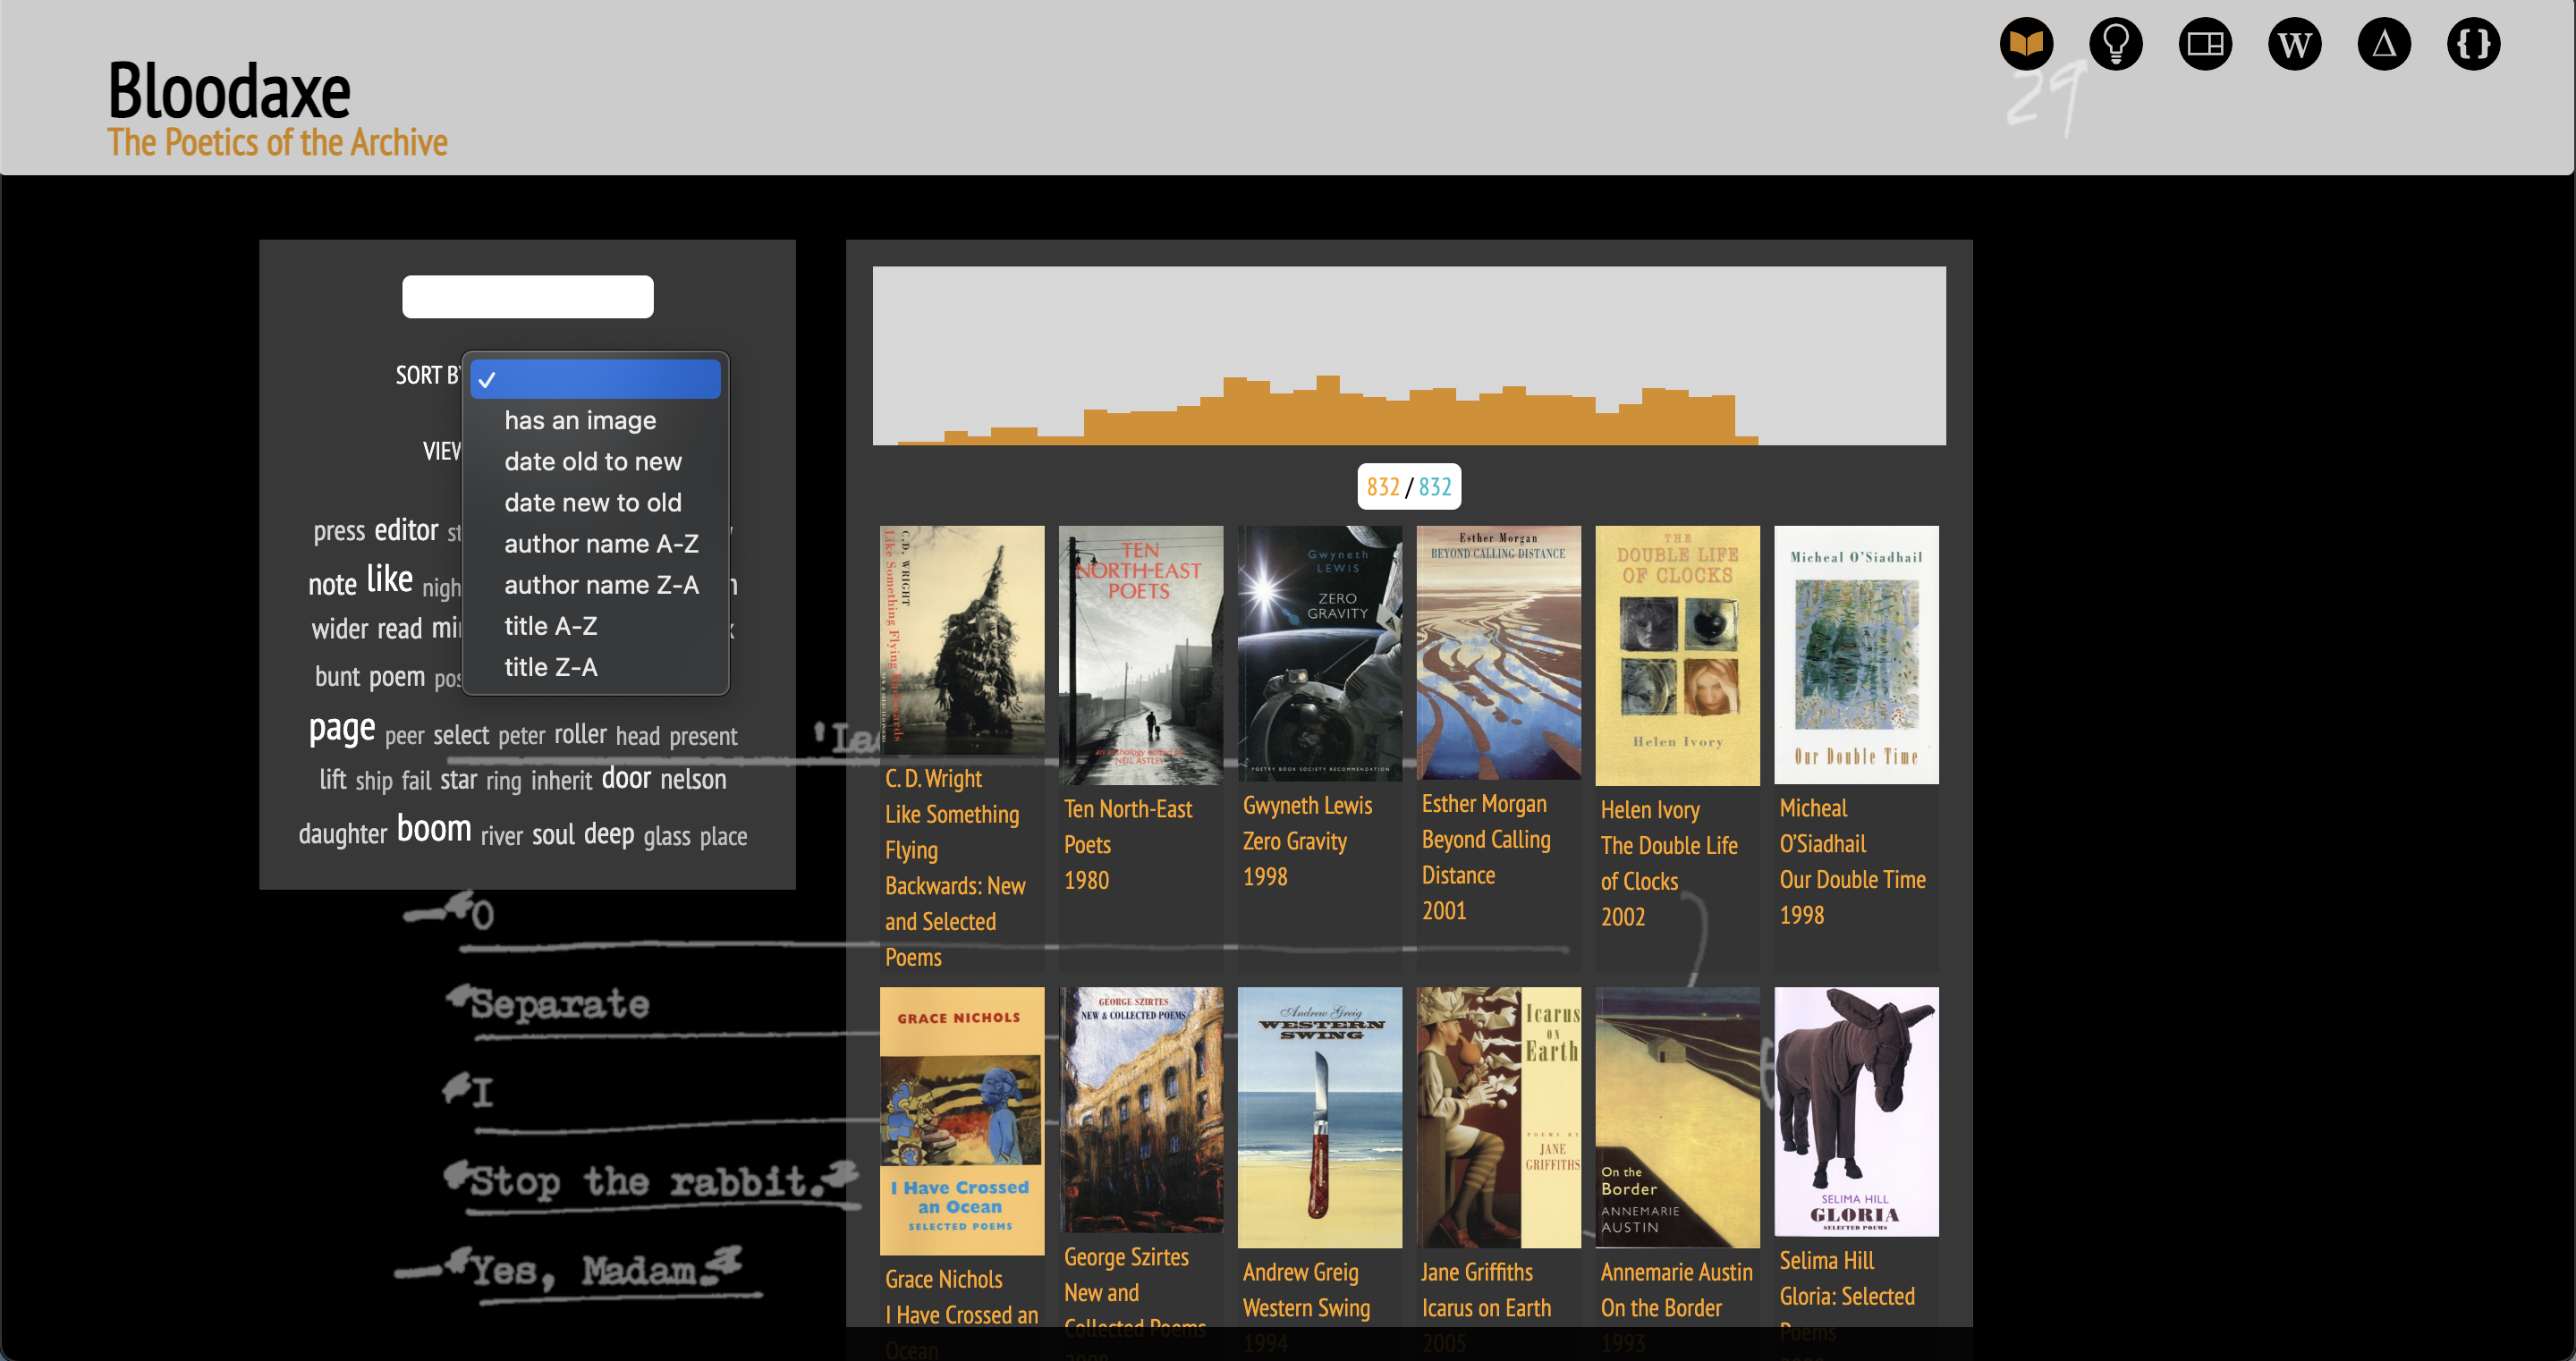 Bloodaxe
The Poetics of the Archive
W
Δ
{}
29
SORT BY
✓
has an image
date old to new
date new to old
author name A-Z
author name Z-A
title A-Z
title Z-A
VIEW
press editor
note like
wider read
bunt poem
page peer select peter roller head present
lift ship fail star ring inherit door nelson
daughter boom river soul deep glass place
832 / 832
C.D. WRIGHT
Like Something Flying Backwards
C. D. Wright
Like Something
Flying
Backwards: New
and Selected
Poems
TEN
NORTH-EAST
POETS
an anthology edited by
NEIL ASTLEY
Ten North-East
Poets
1980
Gwyneth
LEWIS
ZERO
GRAVITY
POETRY BOOK SOCIETY RECOMMENDATION
Gwyneth Lewis
Zero Gravity
1998
Esther Morgan
BEYOND CALLING DISTANCE
Esther Morgan
Beyond Calling
Distance
2001
THE
DOUBLE LIFE
OF CLOCKS
Helen Ivory
Helen Ivory
The Double Life
of Clocks
2002
Micheal O'Siadhail
Our Double Time
Micheal
O'Siadhail
Our Double Time
1998
GRACE NICHOLS
I Have Crossed
an Ocean
SELECTED POEMS
Grace Nichols
I Have Crossed an
Ocean
GEORGE SZIRTES
NEW & COLLECTED POEMS
George Szirtes
New and
Collected Poems
Andrew Greig
WESTERN
SWING
Andrew Greig
Western Swing
1994
Icarus
ON
Earth
POEMS BY
JANE
GRIFFITHS
Jane Griffiths
Icarus on Earth
2005
On the
Border
ANNEMARIE
AUSTIN
Annemarie Austin
On the Border
1993
SELIMA HILL
GLORIA
SELECTED POEMS
Selima Hill
Gloria: Selected
Poems
O
Separate
I
Stop the rabbit.
Yes, Madam.